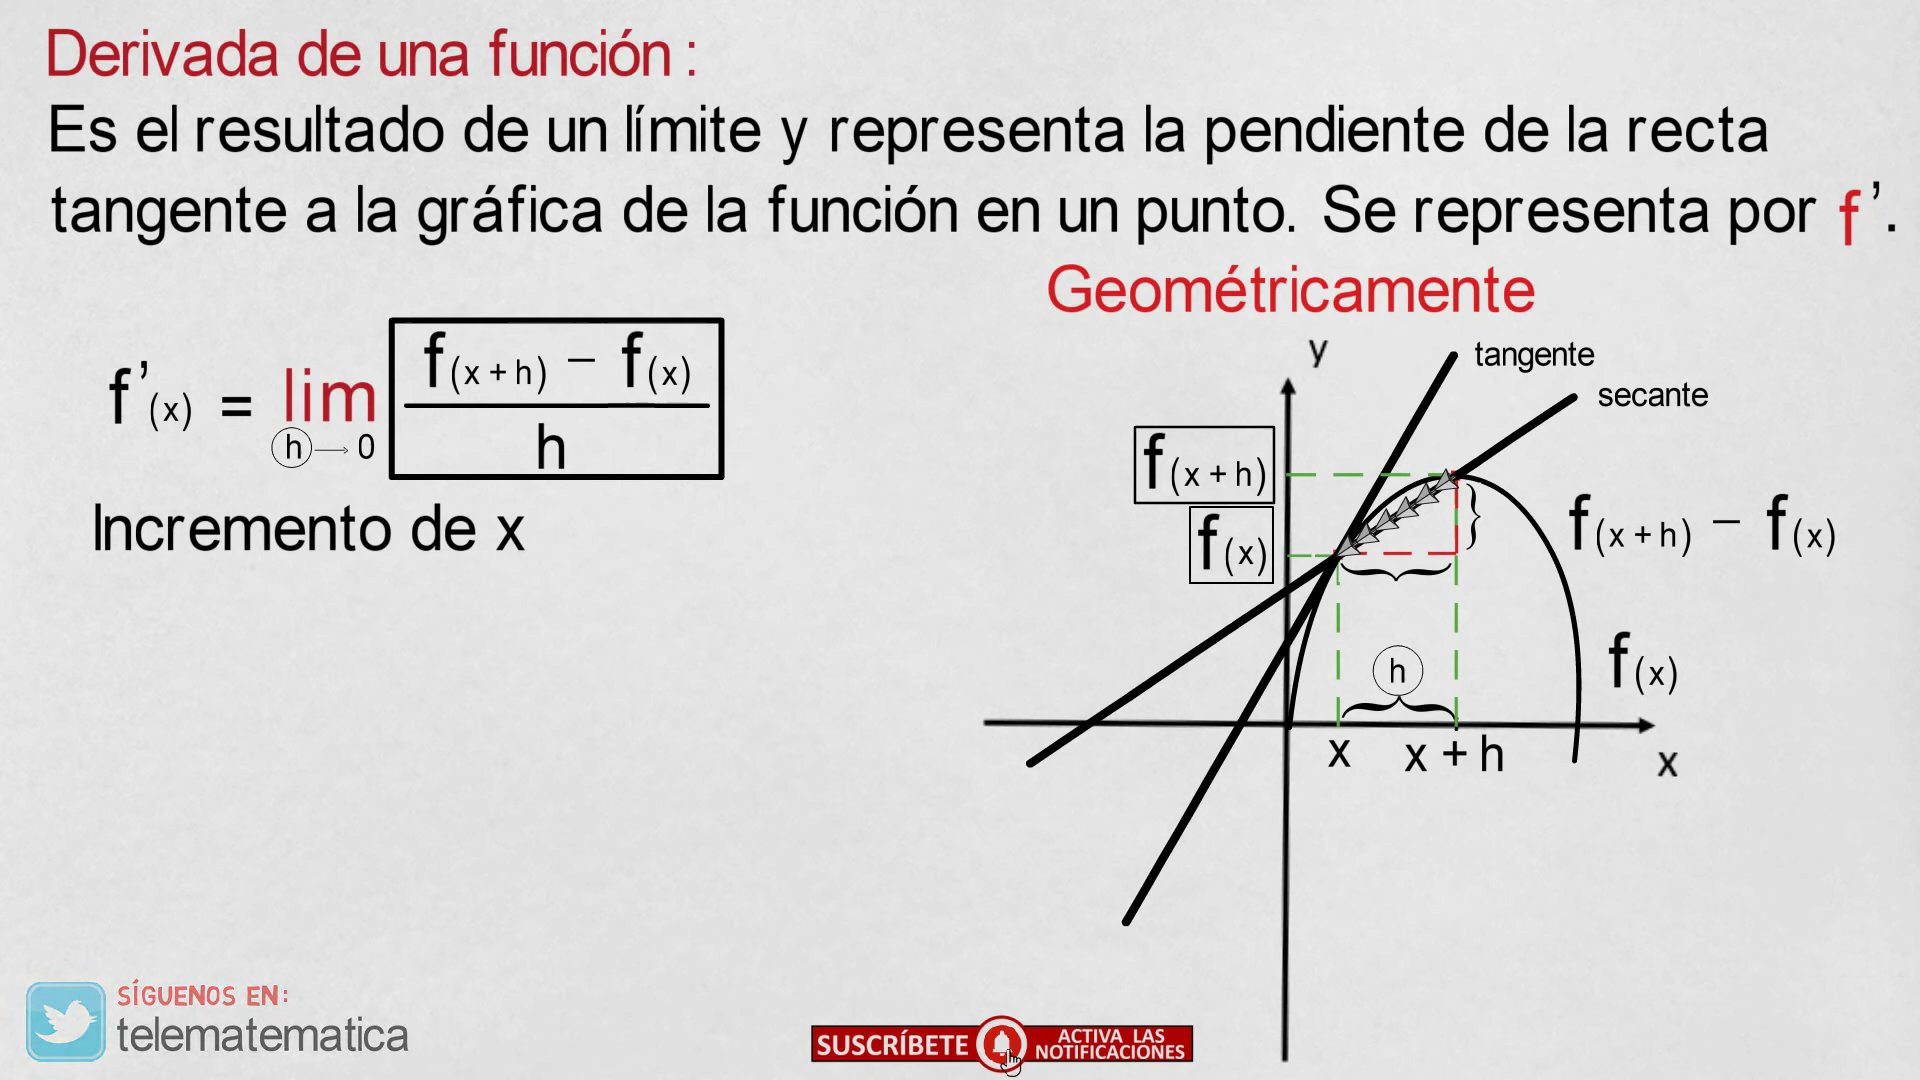 Derivada de una función :
Es el resultado de un límite y representa la pendiente de la recta
tangente a la gráfica de la función en un punto. Se representa por f’.
Geométricamente
f’(x) = lim f(x + h) − f(x)
h → 0 h
Incremento de x
y
tangente
secante
f(x + h)
f(x)
f(x + h) − f(x)
h
f(x)
x x + h
x
SÍGUENOS EN:
telematematica
SUSCRÍBETE
ACTIVA LAS
NOTIFICACIONES